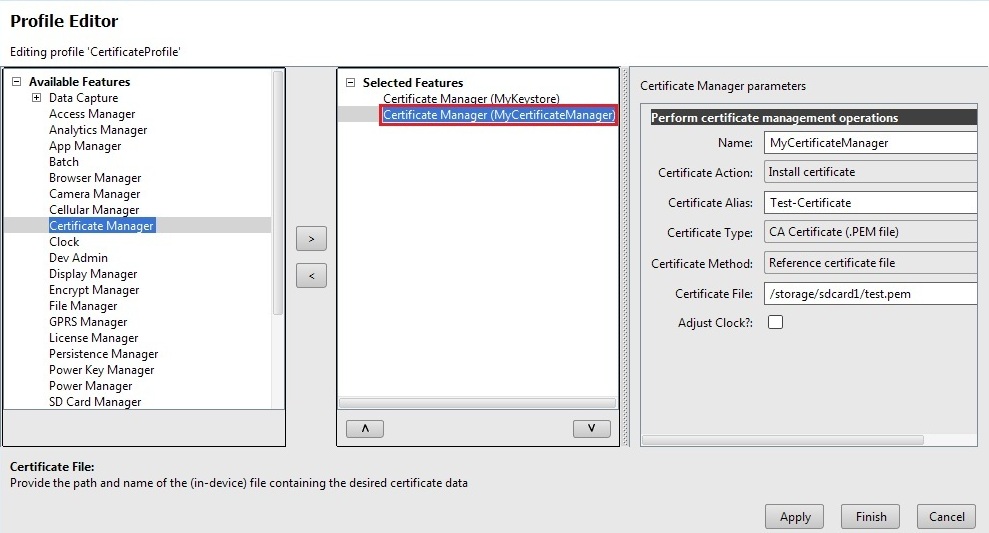 Profile Editor
Editing profile 'CertificateProfile'
Available Features
Data Capture
Access Manager
Analytics Manager
App Manager
Batch
Browser Manager
Camera Manager
Cellular Manager
Certificate Manager
Clock
Dev Admin
Display Manager
Encrypt Manager
File Manager
GPRS Manager
License Manager
Persistence Manager
Power Key Manager
Power Manager
SD Card Manager
>
<
Selected Features
Certificate Manager (MyKeystore)
Certificate Manager (MyCertificateManager)
Certificate Manager parameters
Perform certificate management operations
Name: MyCertificateManager
Certificate Action: Install certificate
Certificate Alias: Test-Certificate
Certificate Type: CA Certificate (.PEM file)
Certificate Method: Reference certificate file
Certificate File: /storage/sdcard1/test.pem
Adjust Clock?:
Certificate File:
Provide the path and name of the (in-device) file containing the desired certificate data
Apply Finish Cancel